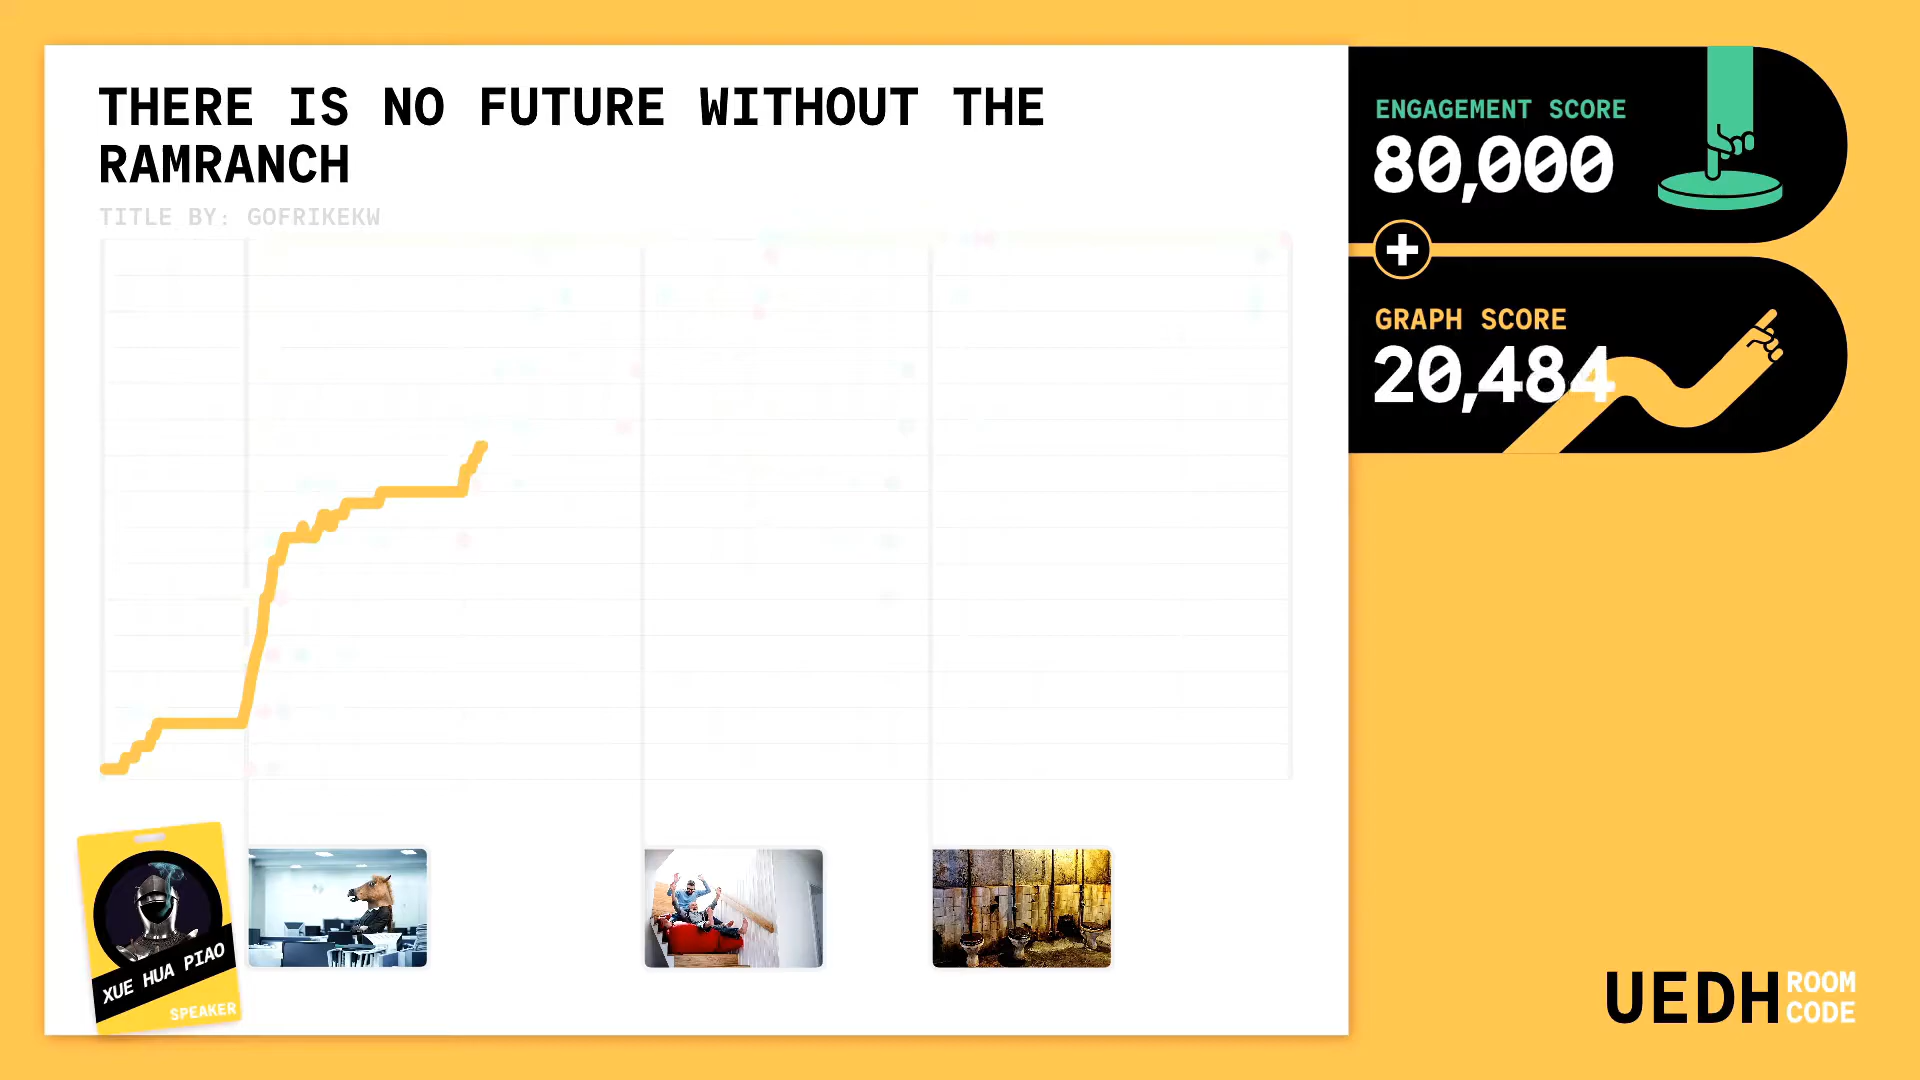 THERE IS NO FUTURE WITHOUT THE
RAMRANCH
TITLE BY: GOFRIKEKW
ENGAGEMENT SCORE
80,000
+
GRAPH SCORE
20,484
XUE HUA PIAO
SPEAKER
UEDH ROOM
CODE